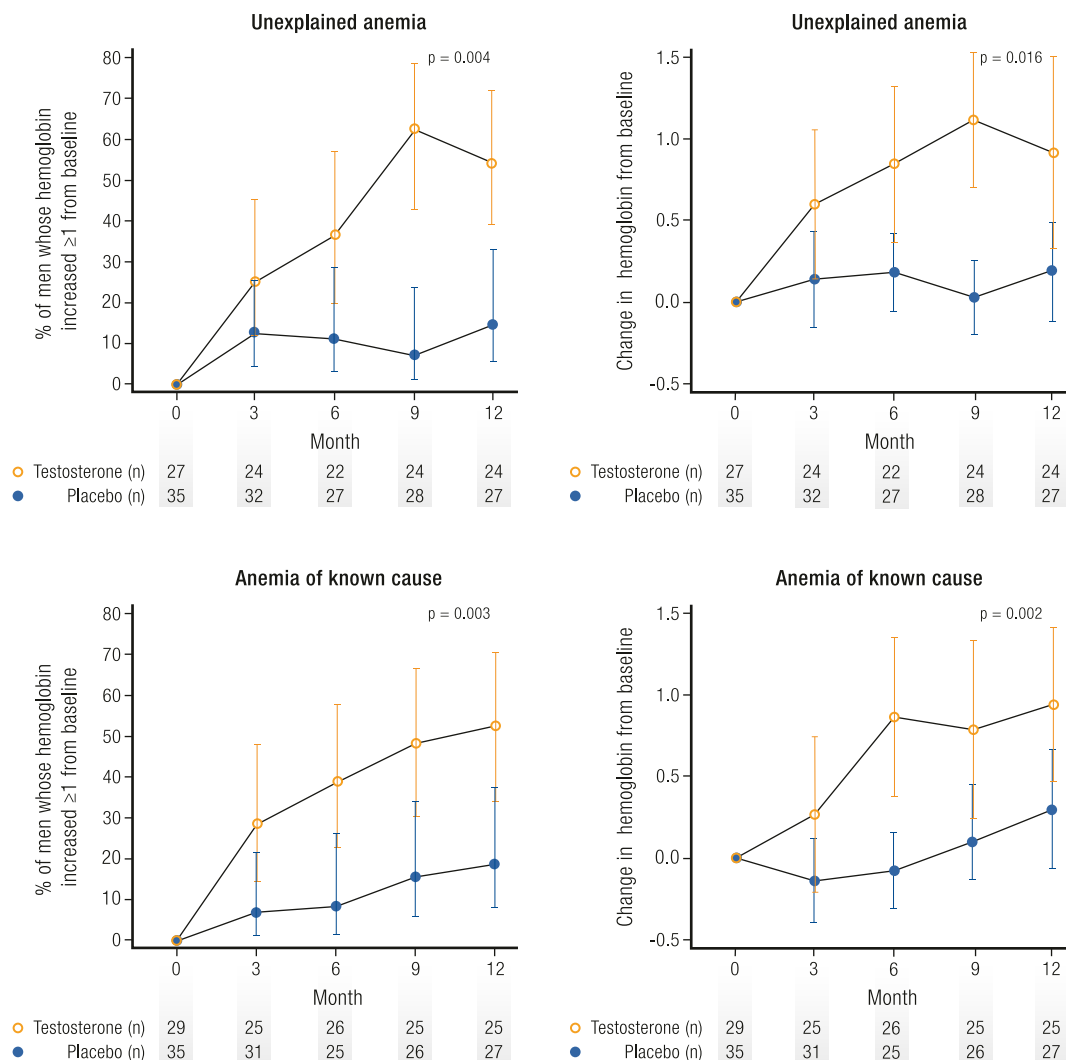 Unexplained anemia
p = 0.004
% of men whose hemoglobin
increased ≥1 from baseline
80
70
60
50
40
30
20
10
0
0 3 6 9 12
Month
Testosterone (n) 27 24 22 24 24
Placebo (n) 35 32 27 28 27
Unexplained anemia
p = 0.016
Change in hemoglobin from baseline
1.5
1.0
0.5
0.0
-0.5
0 3 6 9 12
Month
Testosterone (n) 27 24 22 24 24
Placebo (n) 35 32 27 28 27
Anemia of known cause
p = 0.003
% of men whose hemoglobin
increased ≥1 from baseline
80
70
60
50
40
30
20
10
0
0 3 6 9 12
Month
Testosterone (n) 29 25 26 25 25
Placebo (n) 35 31 25 26 27
Anemia of known cause
p = 0.002
Change in hemoglobin from baseline
1.5
1.0
0.5
0.0
-0.5
0 3 6 9 12
Month
Testosterone (n) 29 25 26 25 25
Placebo (n) 35 31 25 26 27